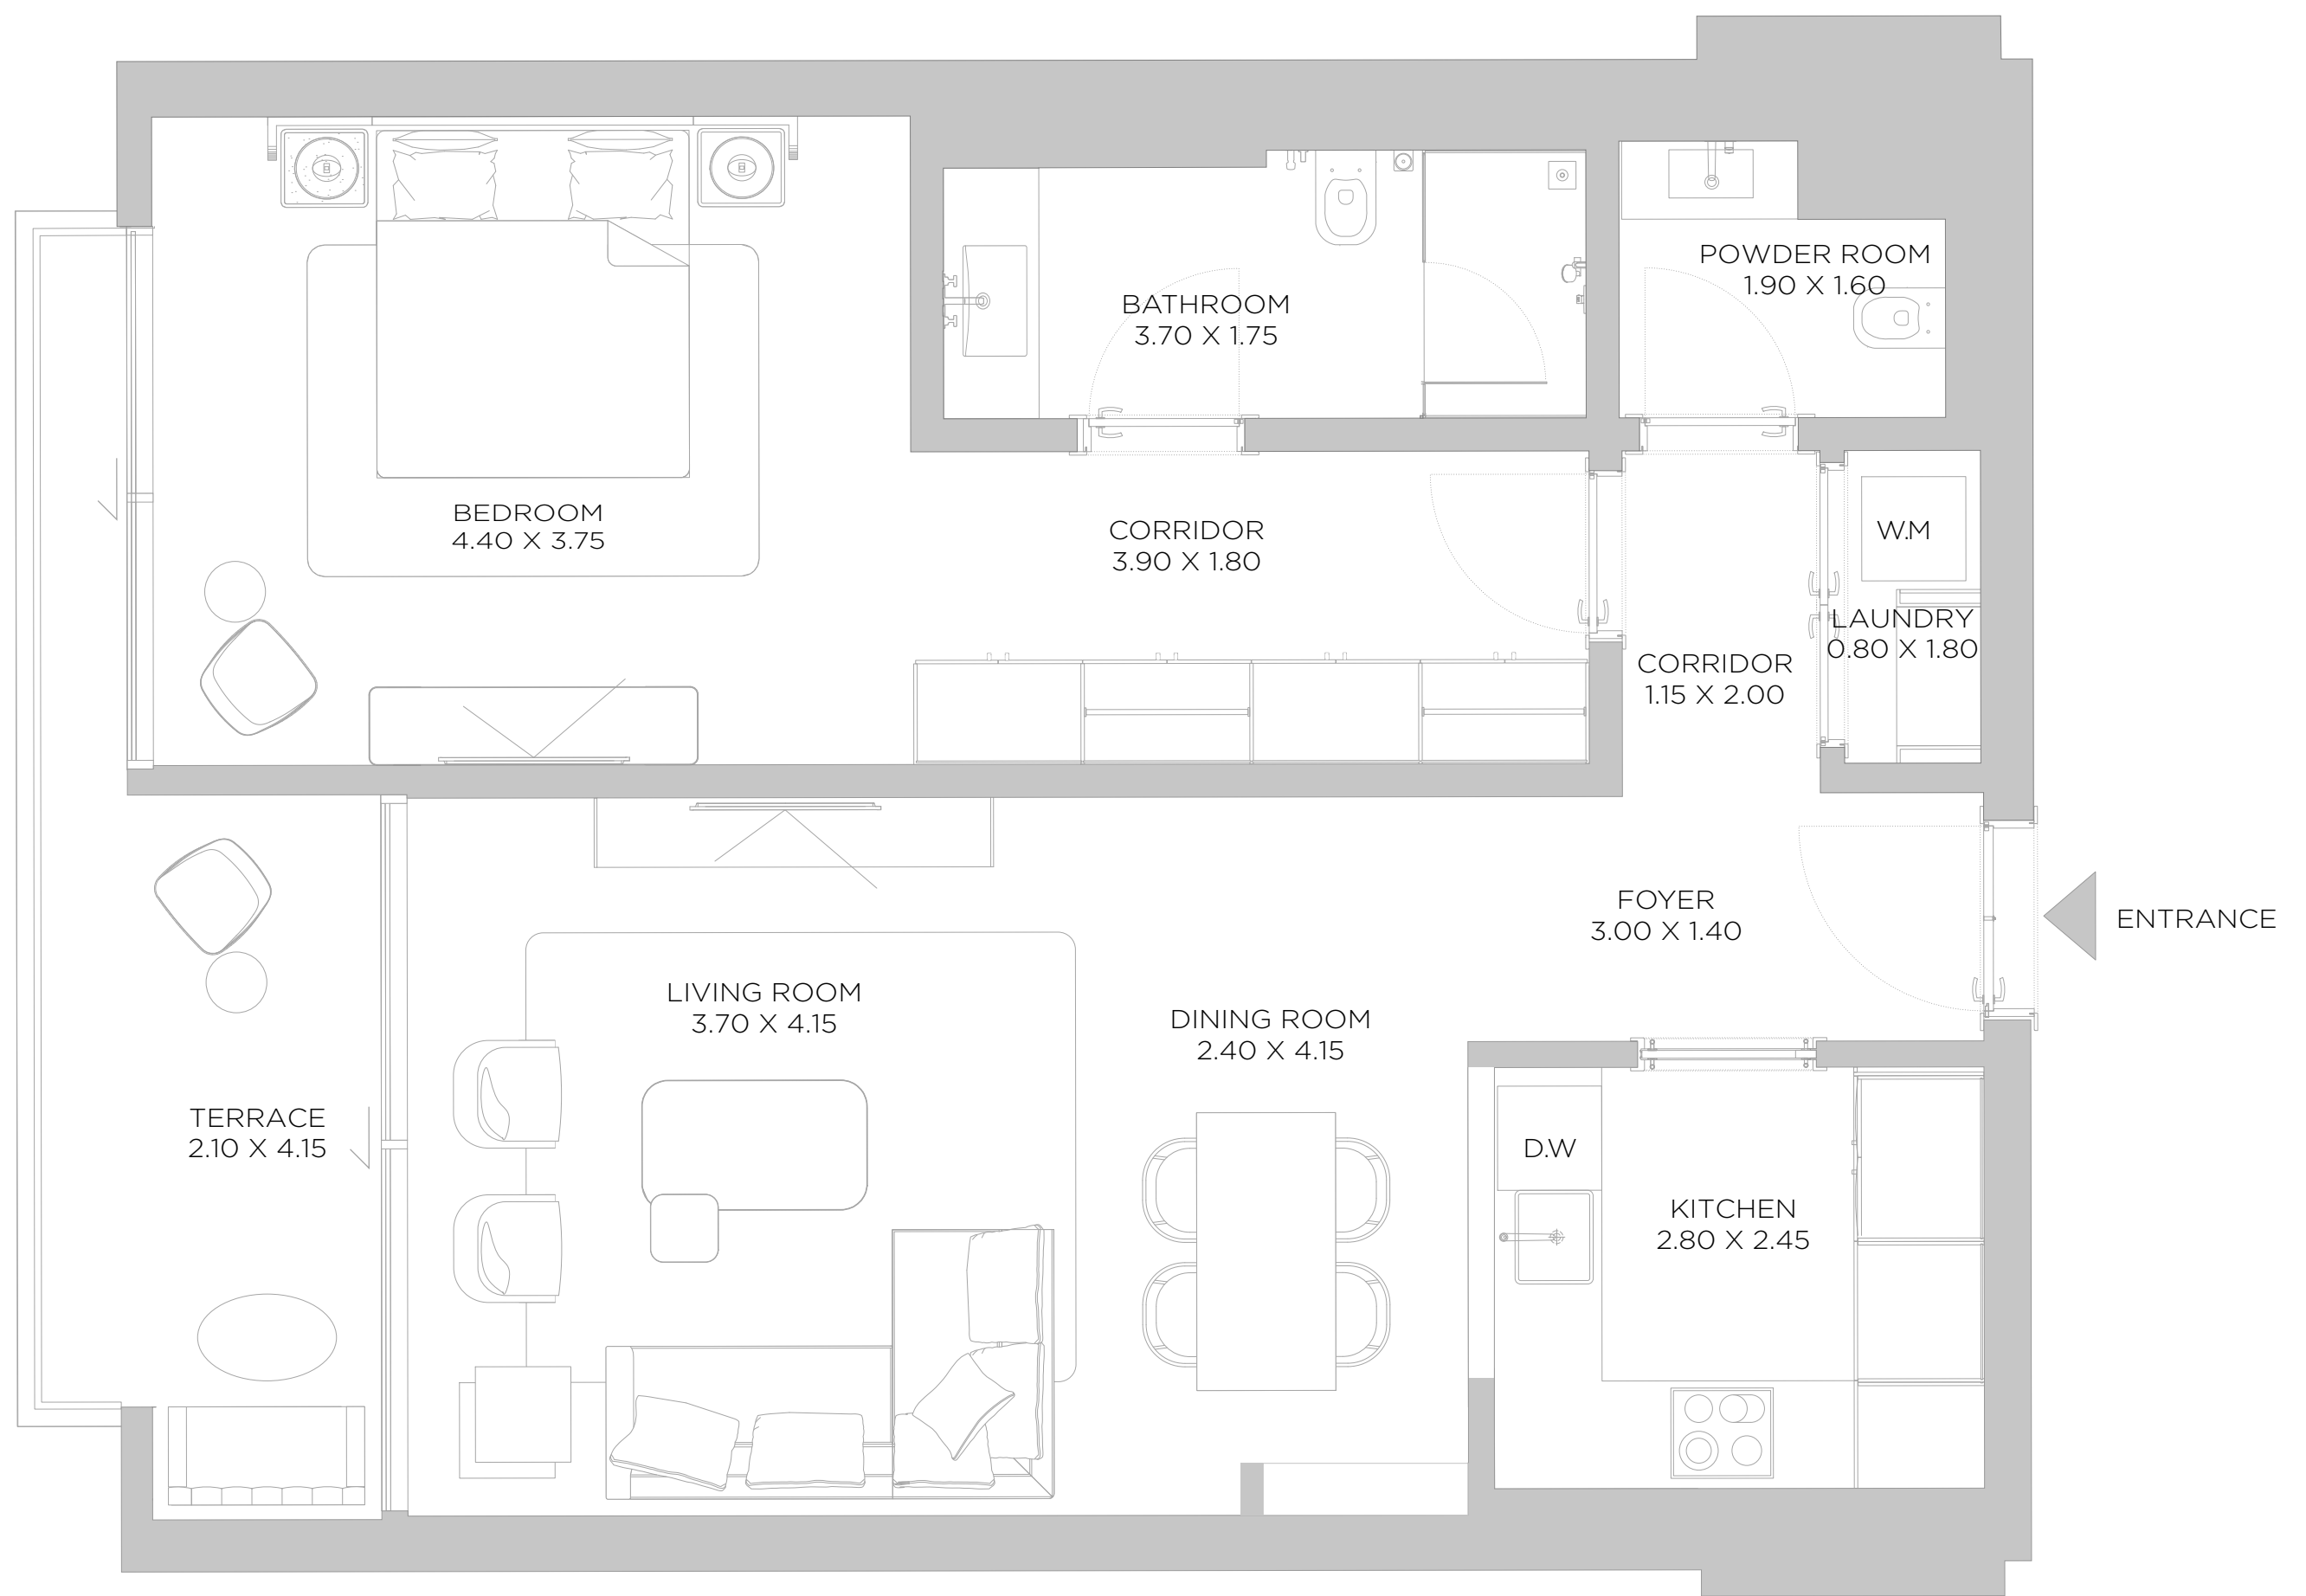 POWDER ROOM
1.90 X 1.60
BATHROOM
3.70 X 1.75
BEDROOM
4.40 X 3.75
CORRIDOR
3.90 X 1.80
W.M
LAUNDRY
0.80 X 1.80
CORRIDOR
1.15 X 2.00
FOYER
3.00 X 1.40
ENTRANCE
LIVING ROOM
3.70 X 4.15
DINING ROOM
2.40 X 4.15
TERRACE
2.10 X 4.15
D.W
KITCHEN
2.80 X 2.45